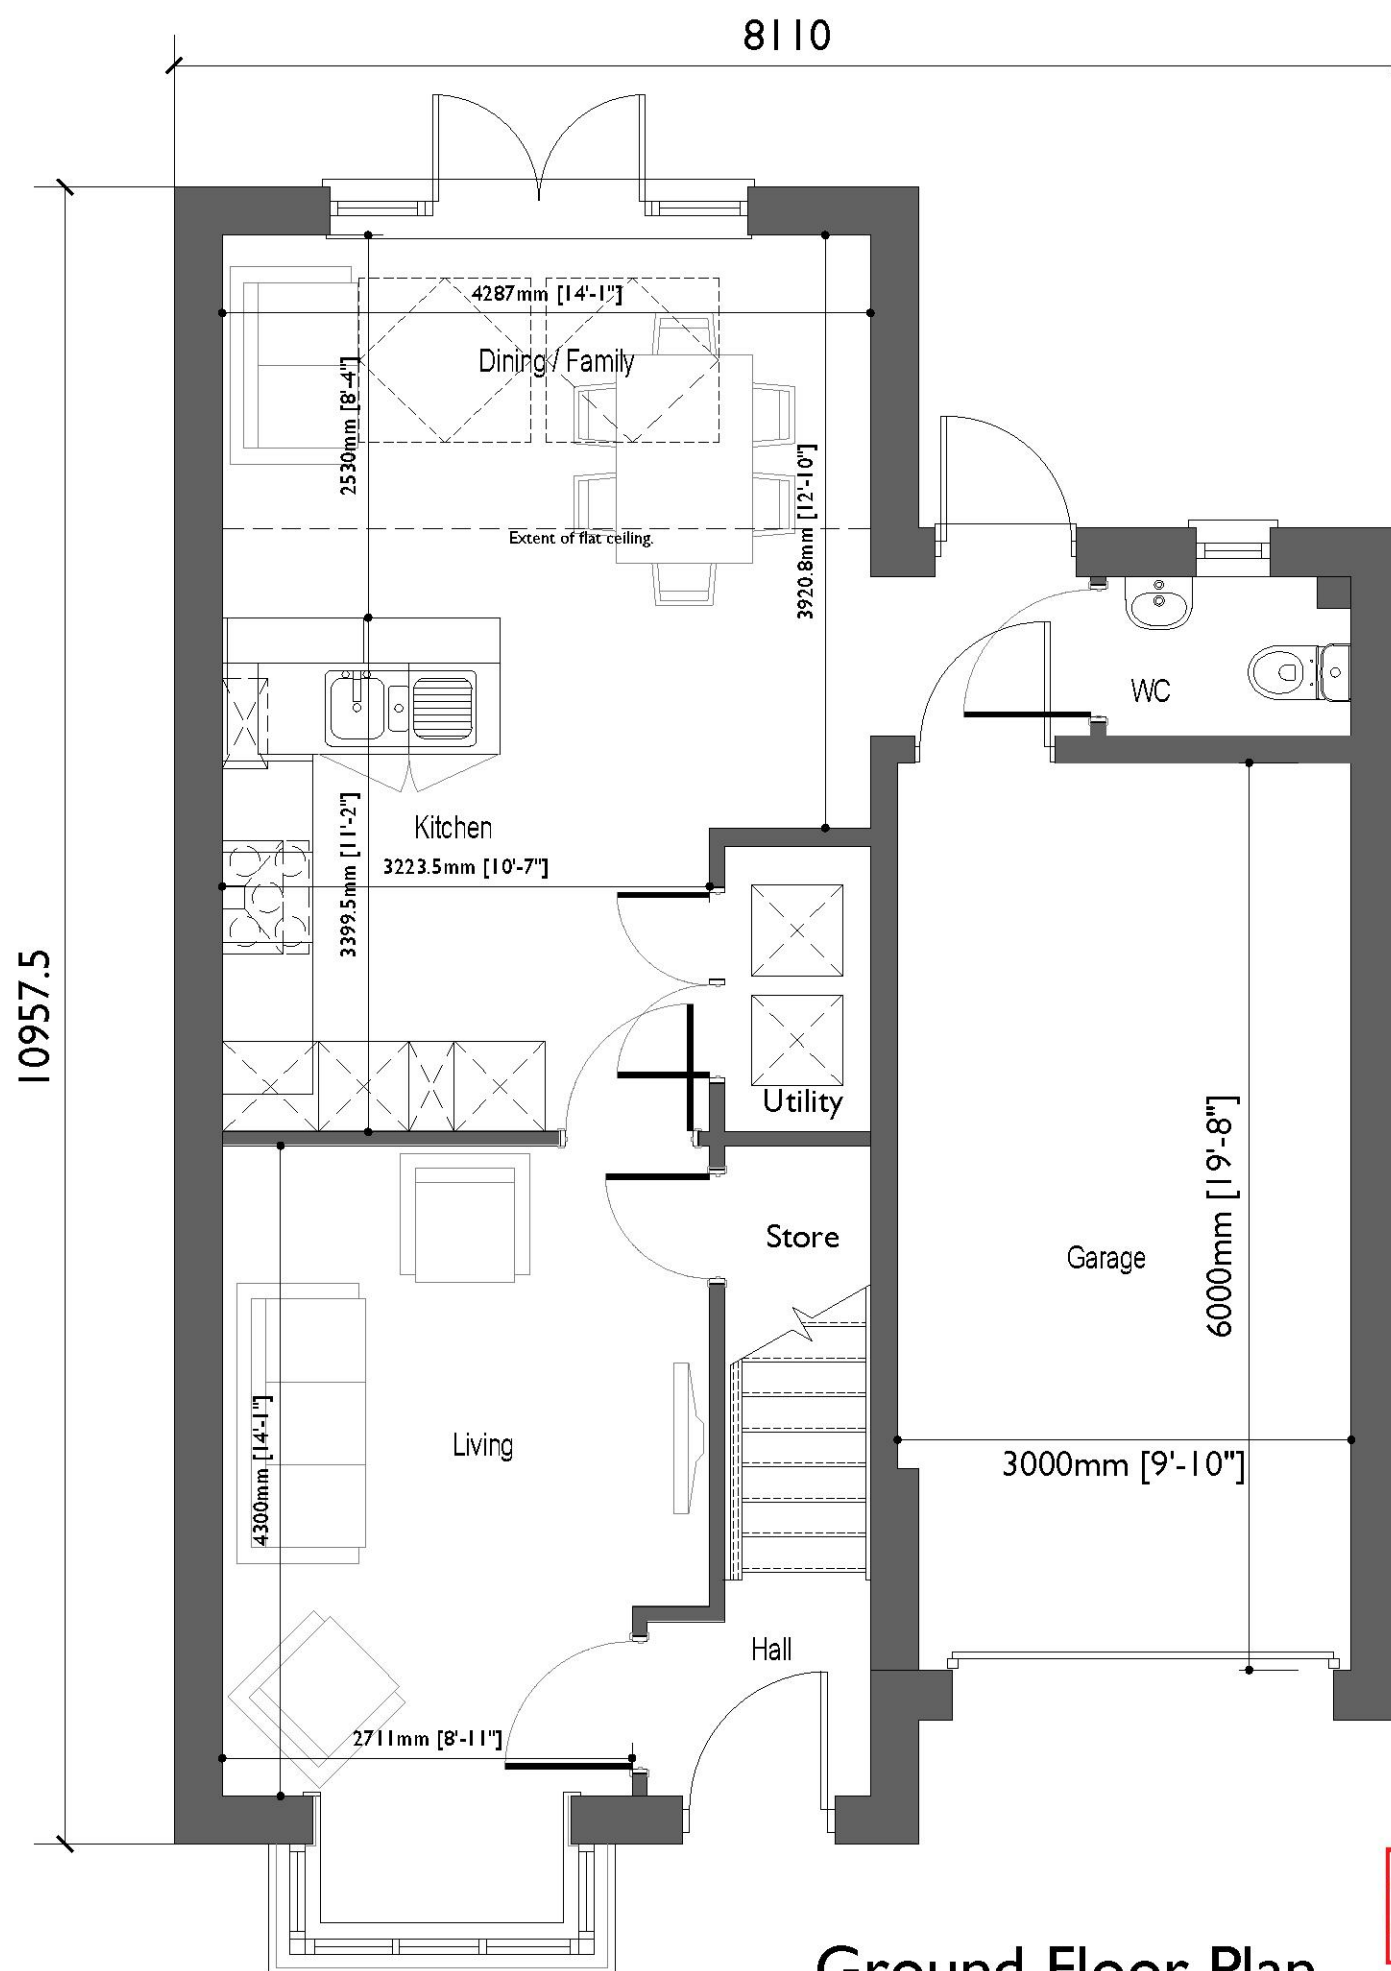 8110
4287mm [14'-1"]
Dining / Family
2530mm [8'-4"]
3920.8mm [12'-10"]
Extent of flat ceiling.
WC
Kitchen
3223.5mm [10'-7"]
3399.5mm [11'-2"]
10957.5
Utility
6000mm [19'-8"]
Store
Garage
Living
4300mm [14'-1"]
3000mm [9'-10"]
Hall
2711mm [8'-11"]
Ground Floor Plan